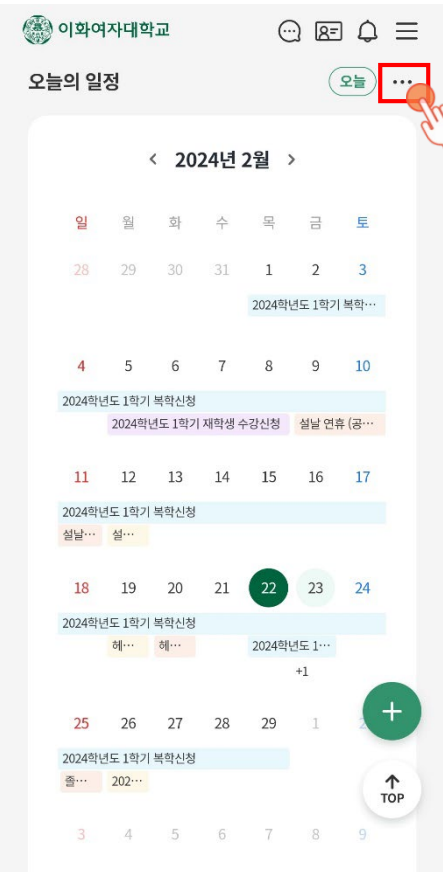 이화여자대학교
오늘의 일정
오늘
2024년 2월
일 월 화 수 목 금 토
28 29 30 31 1 2 3
2024학년도 1학기 복학…
4 5 6 7 8 9 10
2024학년도 1학기 복학신청
2024학년도 1학기 재학생 수강신청 설날 연휴 (공…
11 12 13 14 15 16 17
2024학년도 1학기 복학신청
설날… 설…
18 19 20 21 22 23 24
2024학년도 1학기 복학신청
헤… 헤… 2024학년도 1…
+1
25 26 27 28 29 1 2
2024학년도 1학기 복학신청
졸… 202…
TOP
3 4 5 6 7 8 9